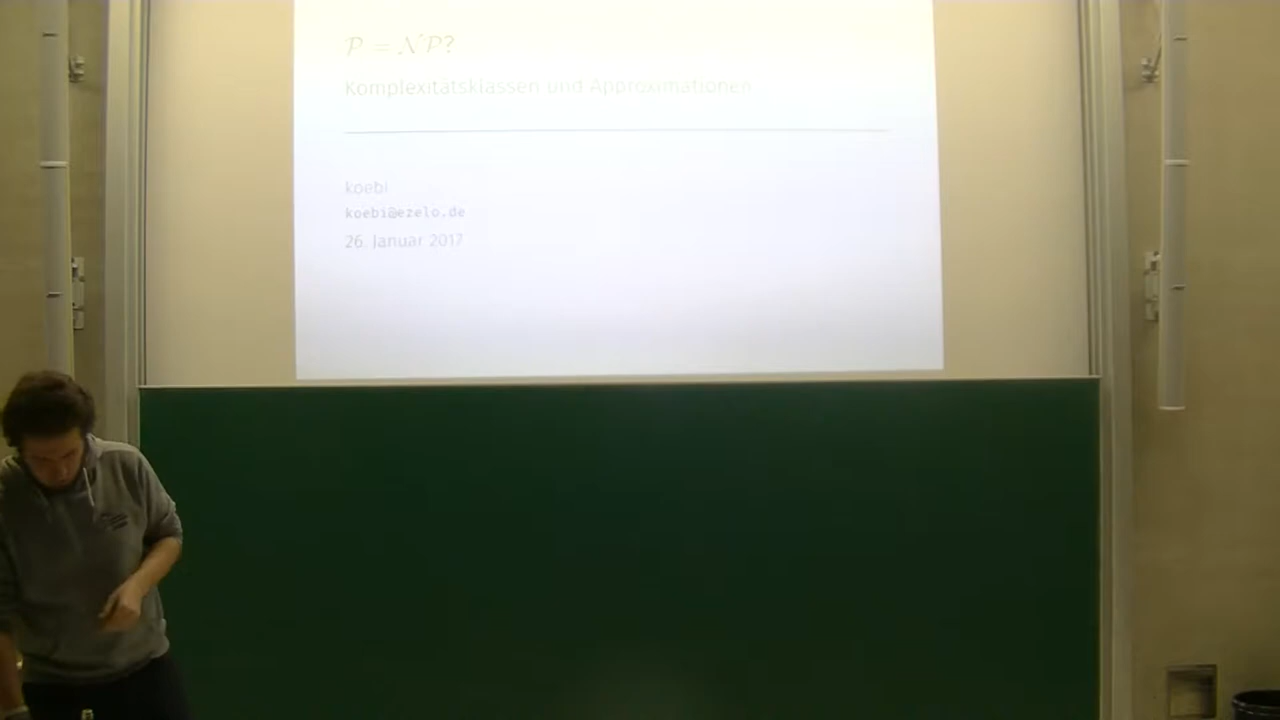 P = NP?
Komplexitätsklassen und Approximationen
koebi
koebi@ezelo.de
26. Januar 2017